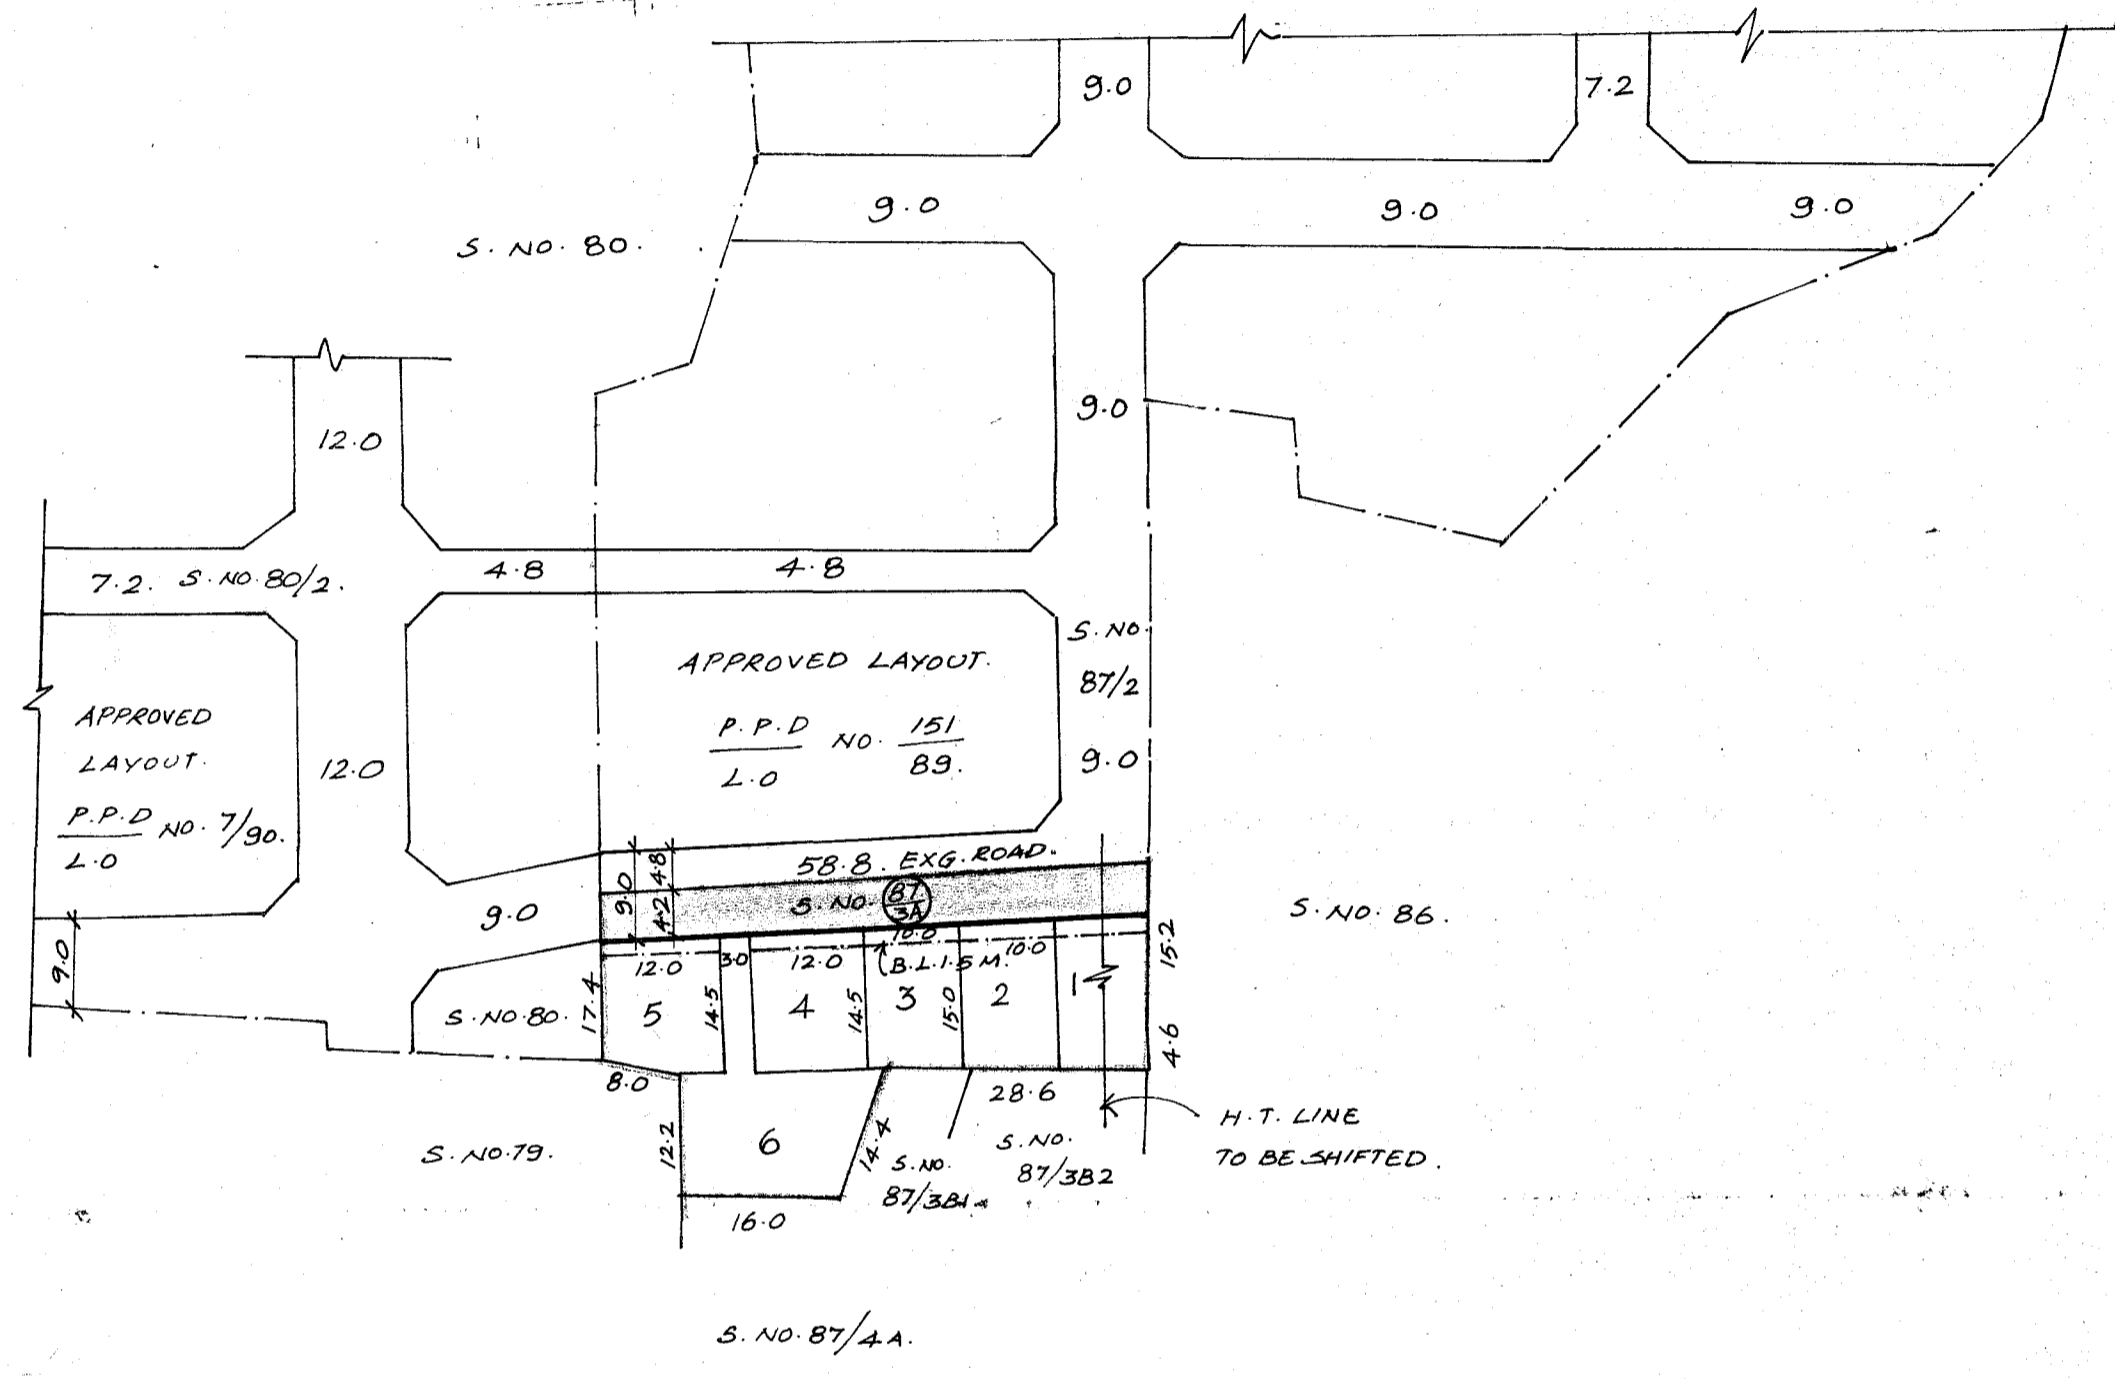 9.0
7.2
9.0
9.0
9.0
S. NO. 80.
9.0
12.0
7.2. S.NO.80/2.
4.8
4.8
S. NO.
87/2
9.0
APPROVED LAYOUT.
P.P.D
L.O
NO.
151
89.
APPROVED
LAYOUT.
P.P.D
L.O
NO. 7/90.
12.0
58.8. EXG. ROAD.
9.0
4.8
4.2
S. NO. 87
3A
9.0
9.0
S. NO. 86.
10.0
12.0
3.0
12.0
B.L. 1.5 M.
10.0
15.2
S. NO. 80.
17.4
5
14.5
4
14.5
3
15.0
2
1
4.6
8.0
28.6
H.T. LINE
TO BE SHIFTED.
S. NO. 79.
12.2
6
14.4
S. NO.
87/3B1
S. NO.
87/3B2
16.0
S. NO. 87/4A.